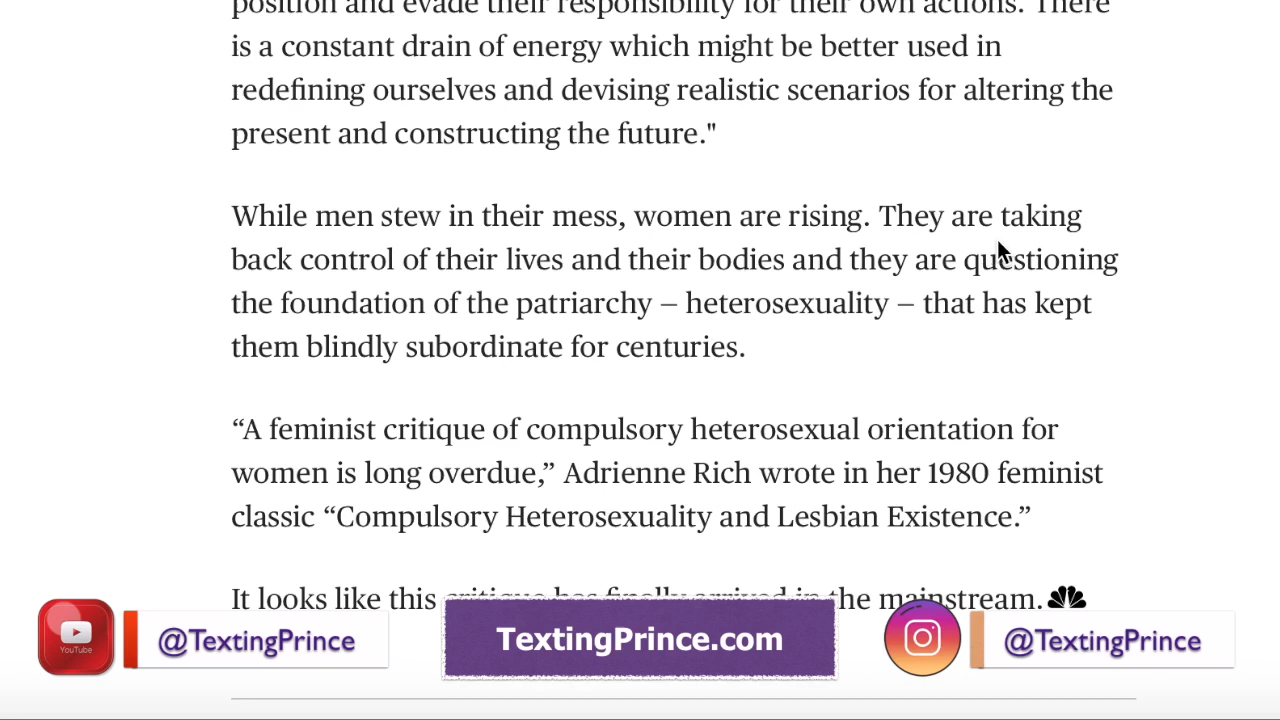 position and evade their responsibility for their own actions. There
is a constant drain of energy which might be better used in
redefining ourselves and devising realistic scenarios for altering the
present and constructing the future."
While men stew in their mess, women are rising. They are taking
back control of their lives and their bodies and they are questioning
the foundation of the patriarchy — heterosexuality — that has kept
them blindly subordinate for centuries.
“A feminist critique of compulsory heterosexual orientation for
women is long overdue,” Adrienne Rich wrote in her 1980 feminist
classic “Compulsory Heterosexuality and Lesbian Existence.”
It looks like this critique has finally arrived in the mainstream.
YouTube
@TextingPrince
TextingPrince.com
@TextingPrince